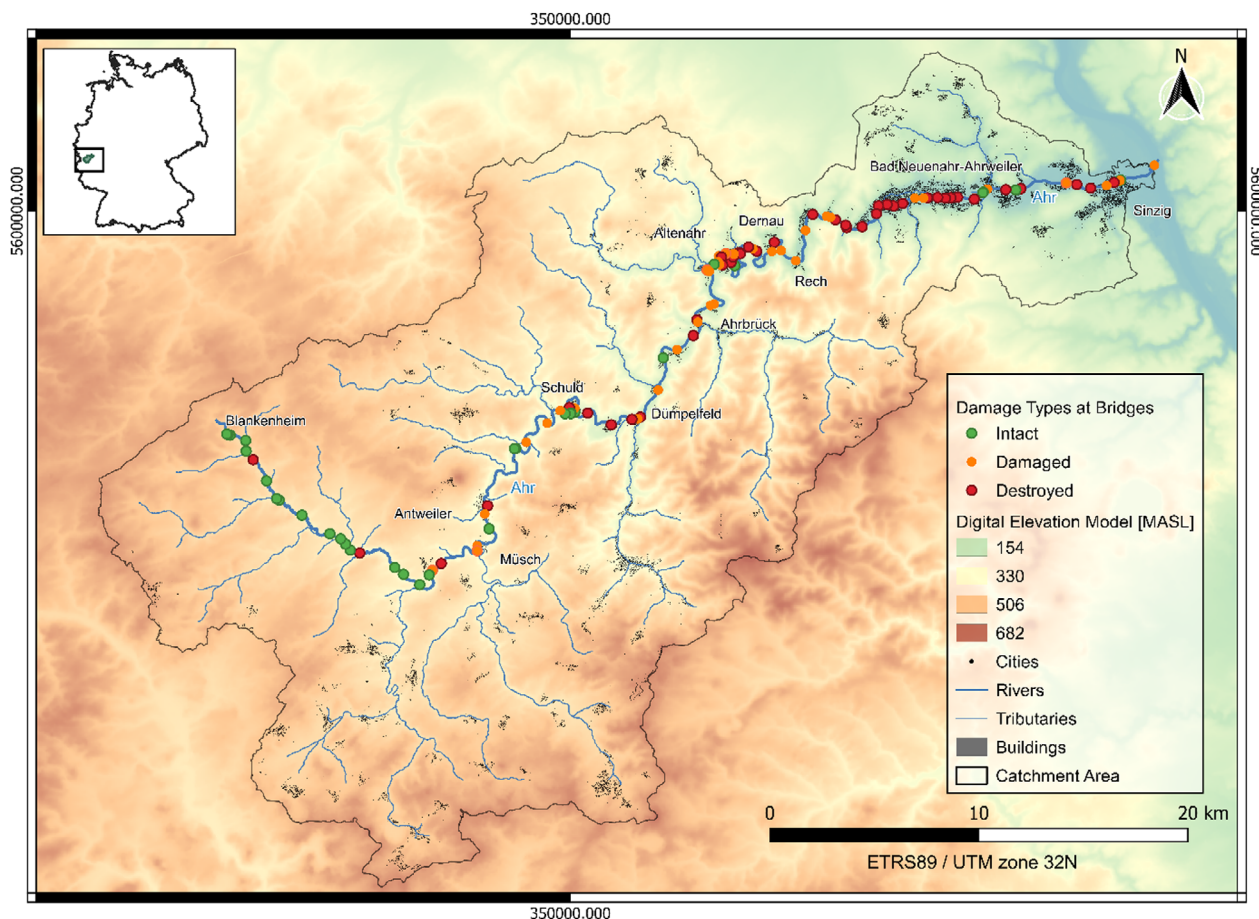 350000.000
N
5600000.000
5600000.000
Bad Neuenahr-Ahrweiler
Ahr
Sinzig
Dernau
Altenahr
Rech
Ahrbrück
Schuld
Dümpelfeld
Blankenheim
Ahr
Antweiler
Müsch
Damage Types at Bridges
Intact
Damaged
Destroyed
Digital Elevation Model [MASL]
154
330
506
682
Cities
Rivers
Tributaries
Buildings
Catchment Area
0 10 20 km
ETRS89 / UTM zone 32N
350000.000